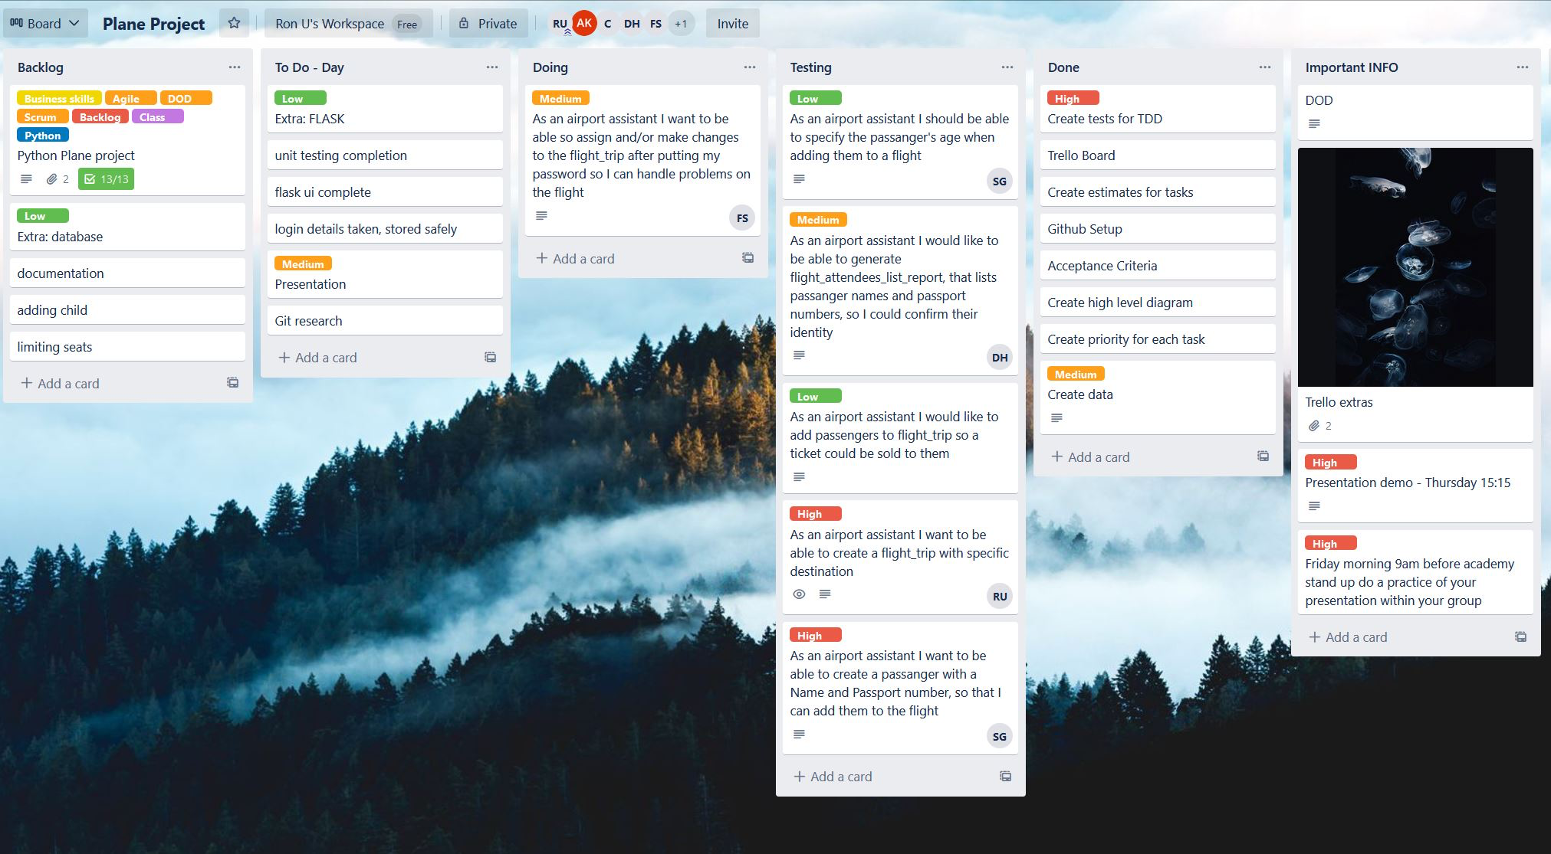 Board
Plane Project
Ron U's Workspace Free
Private
RU AK C DH FS +1
Invite
Backlog
Business skills Agile DOD
Scrum Backlog Class
Python
Python Plane project
2 13/13
Low
Extra: database
documentation
adding child
limiting seats
+ Add a card
To Do - Day
Low
Extra: FLASK
unit testing completion
flask ui complete
login details taken, stored safely
Medium
Presentation
Git research
+ Add a card
Doing
Medium
As an airport assistant I want to be
able so assign and/or make changes
to the flight_trip after putting my
password so I can handle problems on
the flight
FS
+ Add a card
Testing
Low
As an airport assistant I should be able
to specify the passanger's age when
adding them to a flight
SG
Medium
As an airport assistant I would like to
be able to generate
flight_attendees_list_report, that lists
passanger names and passport
numbers, so I could confirm their
identity
DH
Low
As an airport assistant I would like to
add passengers to flight_trip so a
ticket could be sold to them
High
As an airport assistant I want to be
able to create a flight_trip with specific
destination
RU
High
As an airport assistant I want to be
able to create a passanger with a
Name and Passport number, so that I
can add them to the flight
SG
+ Add a card
Done
High
Create tests for TDD
Trello Board
Create estimates for tasks
Github Setup
Acceptance Criteria
Create high level diagram
Create priority for each task
Medium
Create data
+ Add a card
Important INFO
DOD
Trello extras
2
High
Presentation demo - Thursday 15:15
High
Friday morning 9am before academy
stand up do a practice of your
presentation within your group
+ Add a card